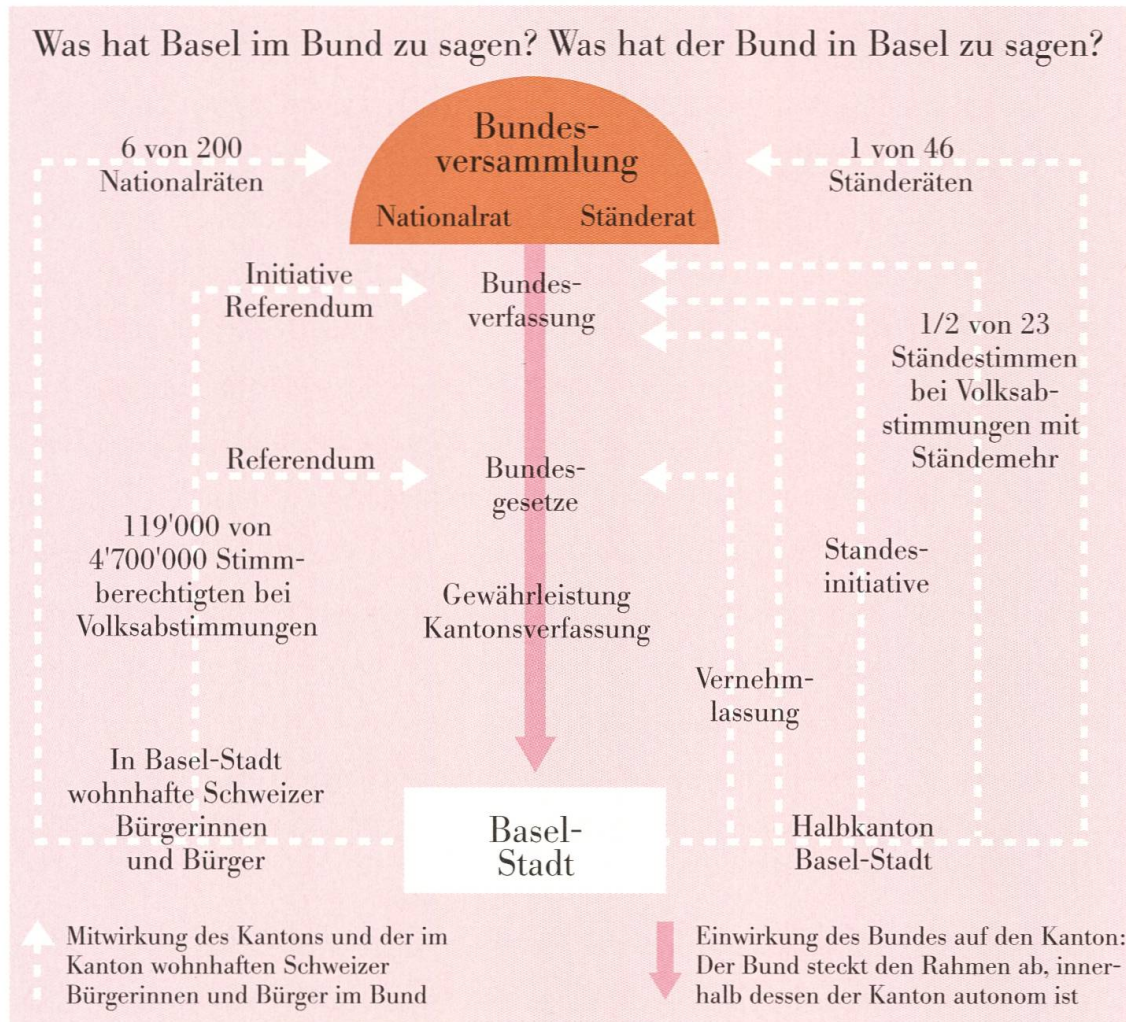 Was hat Basel im Bund zu sagen? Was hat der Bund in Basel zu sagen?
Bundes-
versammlung
Nationalrat Ständerat
6 von 200
Nationalräten
1 von 46
Ständeräten
Initiative
Referendum
Bundes-
verfassung
1/2 von 23
Ständestimmen
bei Volksab-
stimmungen mit
Ständemehr
Referendum
Bundes-
gesetze
119'000 von
4'700'000 Stimm-
berechtigten bei
Volksabstimmungen
Standes-
initiative
Gewährleistung
Kantonsverfassung
Vernehm-
lassung
In Basel-Stadt
wohnhafte Schweizer
Bürgerinnen
und Bürger
Basel-
Stadt
Halbkanton
Basel-Stadt
Mitwirkung des Kantons und der im
Kanton wohnhaften Schweizer
Bürgerinnen und Bürger im Bund
Einwirkung des Bundes auf den Kanton:
Der Bund steckt den Rahmen ab, inner-
halb dessen der Kanton autonom ist